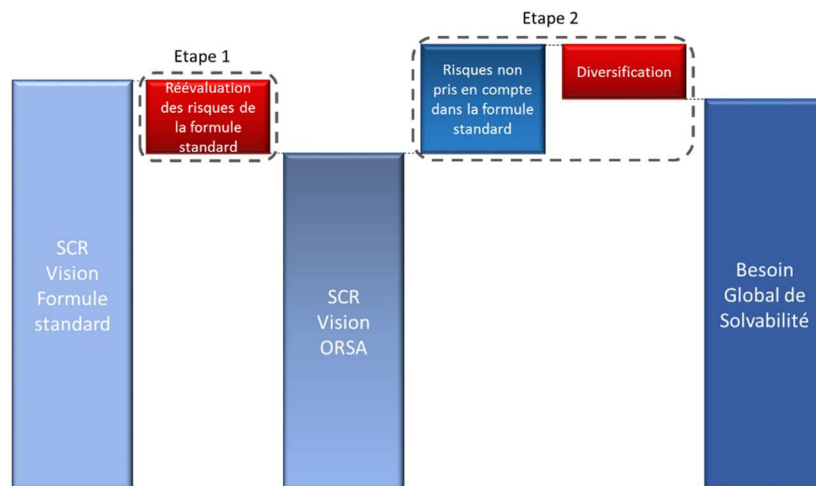 Etape 2
Etape 1
Réévaluation
des risques de
la formule
standard
Risques non
pris en compte
dans la formule
standard
Diversification
SCR
Vision
Formule
standard
SCR
Vision
ORSA
Besoin
Global de
Solvabilité